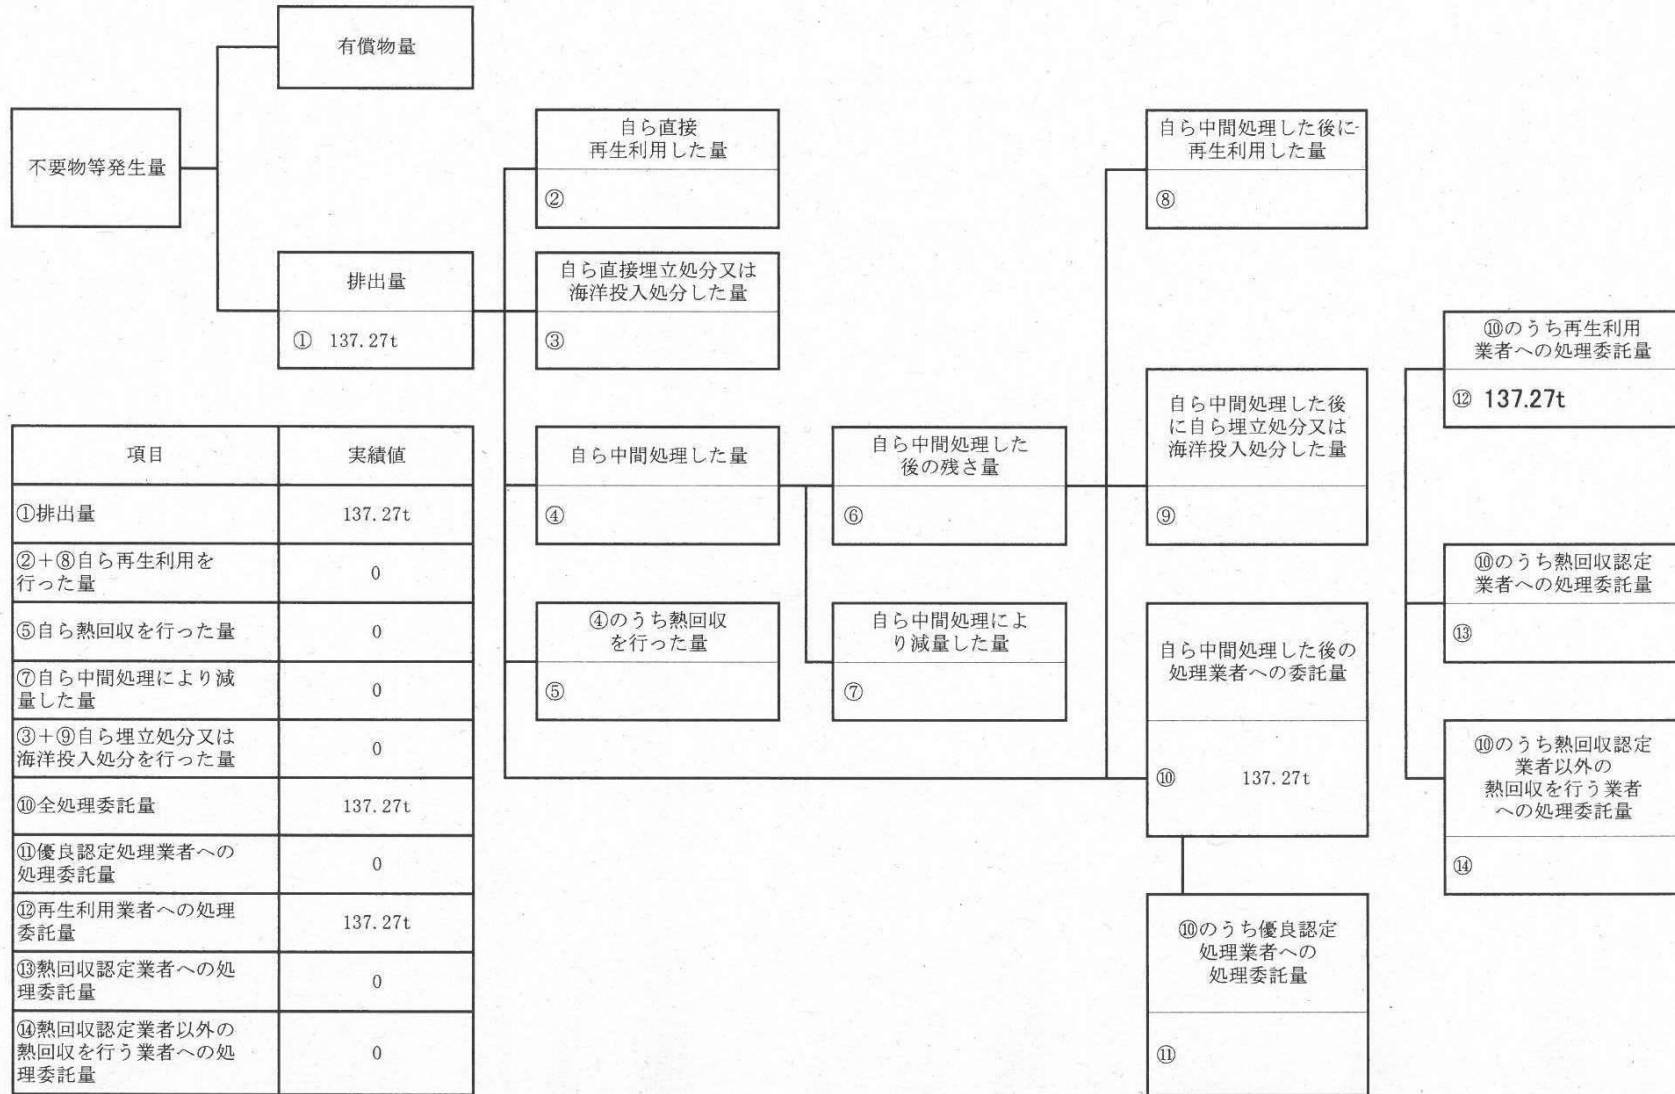 有償物量
不要物等発生量
排出量
① 137.27t
自ら直接
再生利用した量
②
自ら直接埋立処分又は
海洋投入処分した量
③
自ら中間処理した量
④
④のうち熱回収
を行った量
⑤
自ら中間処理した
後の残さ量
⑥
自ら中間処理によ
り減量した量
⑦
自ら中間処理した後に
再生利用した量
⑧
自ら中間処理した後
に自ら埋立処分又は
海洋投入処分した量
⑨
自ら中間処理した後の
処理業者への委託量
⑩ 137.27t
⑩のうち優良認定
処理業者への
処理委託量
⑪
⑩のうち再生利用
業者への処理委託量
⑫ 137.27t
⑩のうち熱回収認定
業者への処理委託量
⑬
⑩のうち熱回収認定
業者以外の
熱回収を行う業者
への処理委託量
⑭
項目 実績値
①排出量 137.27t
②+⑧自ら再生利用を
行った量 0
⑤自ら熱回収を行った量 0
⑦自ら中間処理により減
量した量 0
③+⑨自ら埋立処分又は
海洋投入処分を行った量 0
⑩全処理委託量 137.27t
⑪優良認定処理業者への
処理委託量 0
⑫再生利用業者への処理
委託量 137.27t
⑬熱回収認定業者への処
理委託量 0
⑭熱回収認定業者以外の
熱回収を行う業者への処
理委託量 0